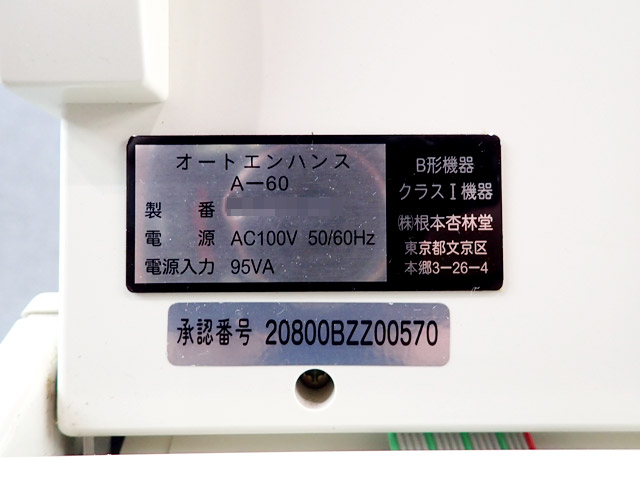 オートエンハンス
A－60
製 番
電 源 AC100V 50/60Hz
電源入力 95VA
B形機器
クラスⅠ機器
㈱根本杏林堂
東京都文京区
本郷3－26－4
承認番号 20800BZZ00570